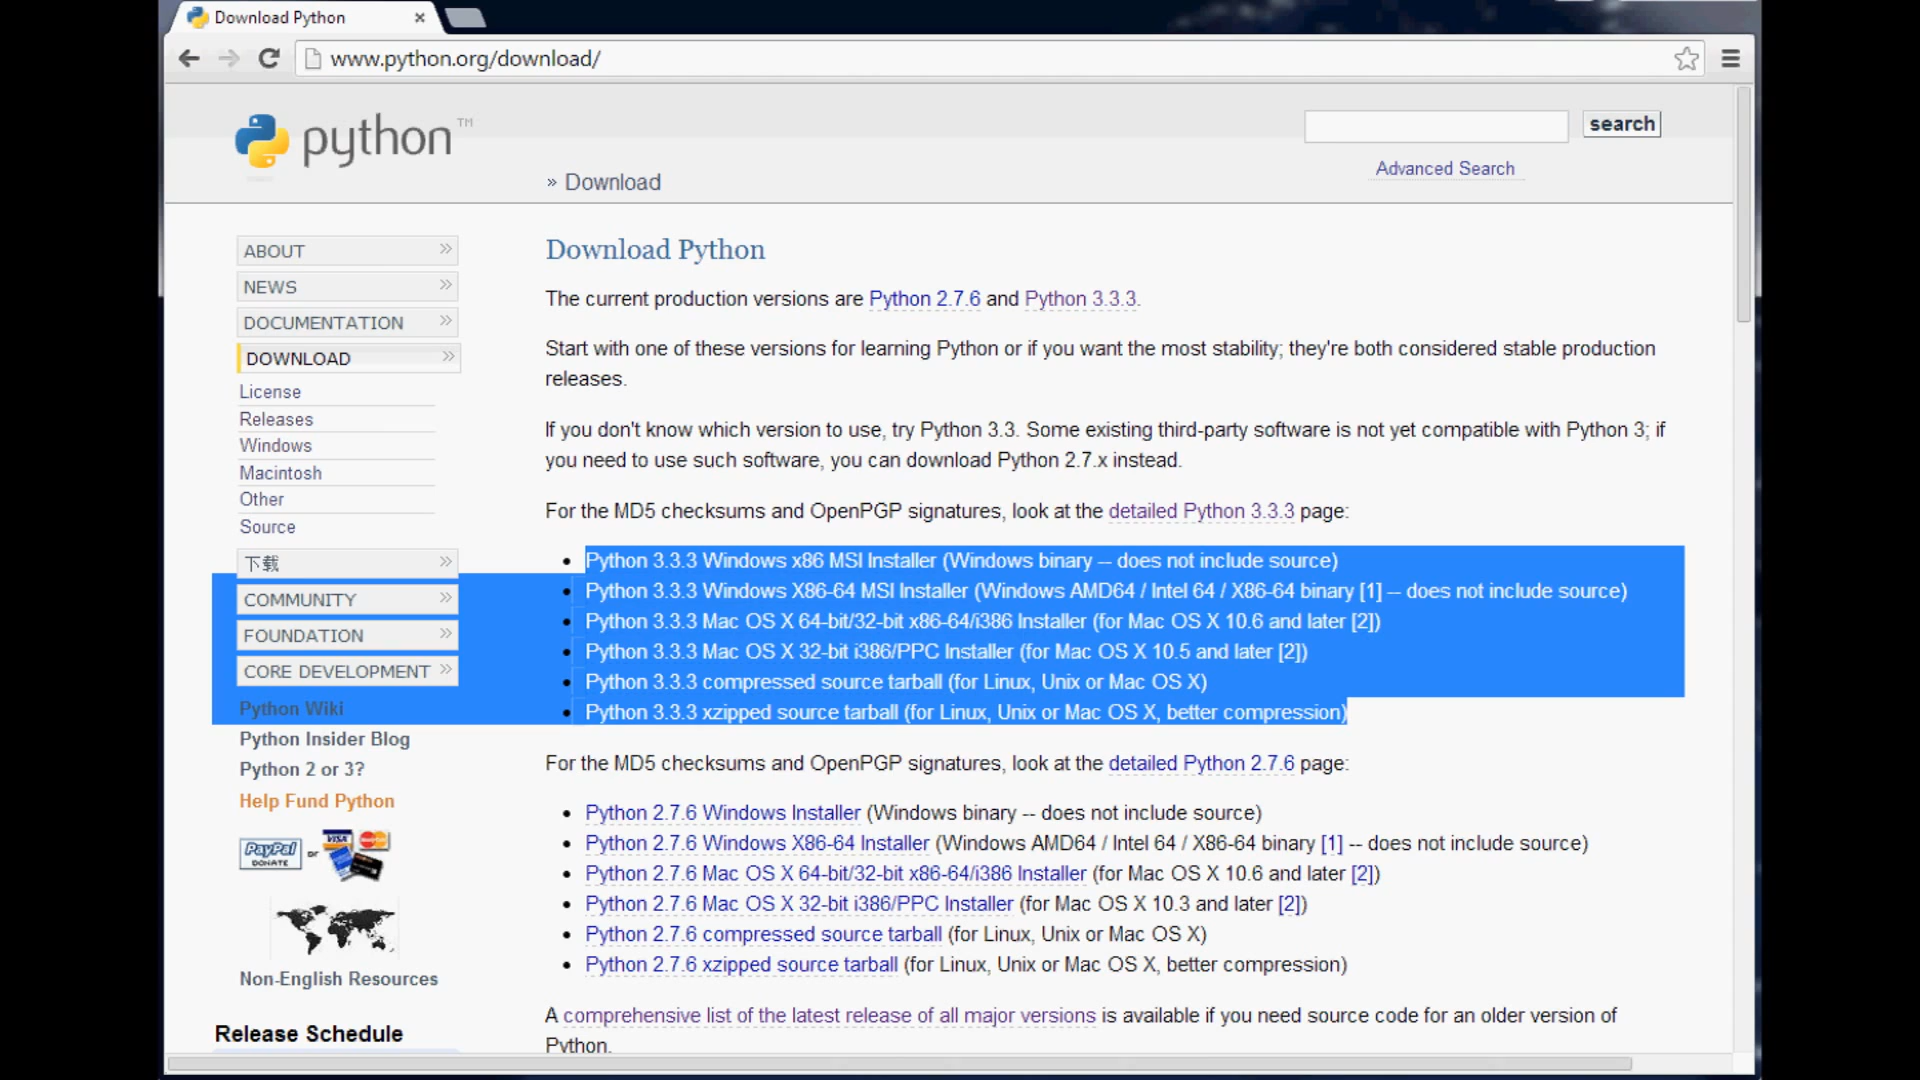 Download Python
www.python.org/download/
python™
search
Advanced Search
» Download
ABOUT »
NEWS »
DOCUMENTATION »
DOWNLOAD »
License
Releases
Windows
Macintosh
Other
Source
下载 »
COMMUNITY »
FOUNDATION »
CORE DEVELOPMENT »
Python Wiki
Python Insider Blog
Python 2 or 3?
Help Fund Python
PayPal DONATE or VISA
Non-English Resources
Release Schedule
Download Python
The current production versions are Python 2.7.6 and Python 3.3.3.
Start with one of these versions for learning Python or if you want the most stability; they're both considered stable production
releases.
If you don't know which version to use, try Python 3.3. Some existing third-party software is not yet compatible with Python 3; if
you need to use such software, you can download Python 2.7.x instead.
For the MD5 checksums and OpenPGP signatures, look at the detailed Python 3.3.3 page:
• Python 3.3.3 Windows x86 MSI Installer (Windows binary -- does not include source)
• Python 3.3.3 Windows X86-64 MSI Installer (Windows AMD64 / Intel 64 / X86-64 binary [1] -- does not include source)
• Python 3.3.3 Mac OS X 64-bit/32-bit x86-64/i386 Installer (for Mac OS X 10.6 and later [2])
• Python 3.3.3 Mac OS X 32-bit i386/PPC Installer (for Mac OS X 10.5 and later [2])
• Python 3.3.3 compressed source tarball (for Linux, Unix or Mac OS X)
• Python 3.3.3 xzipped source tarball (for Linux, Unix or Mac OS X, better compression)
For the MD5 checksums and OpenPGP signatures, look at the detailed Python 2.7.6 page:
• Python 2.7.6 Windows Installer (Windows binary -- does not include source)
• Python 2.7.6 Windows X86-64 Installer (Windows AMD64 / Intel 64 / X86-64 binary [1] -- does not include source)
• Python 2.7.6 Mac OS X 64-bit/32-bit x86-64/i386 Installer (for Mac OS X 10.6 and later [2])
• Python 2.7.6 Mac OS X 32-bit i386/PPC Installer (for Mac OS X 10.3 and later [2])
• Python 2.7.6 compressed source tarball (for Linux, Unix or Mac OS X)
• Python 2.7.6 xzipped source tarball (for Linux, Unix or Mac OS X, better compression)
A comprehensive list of the latest release of all major versions is available if you need source code for an older version of
Python.